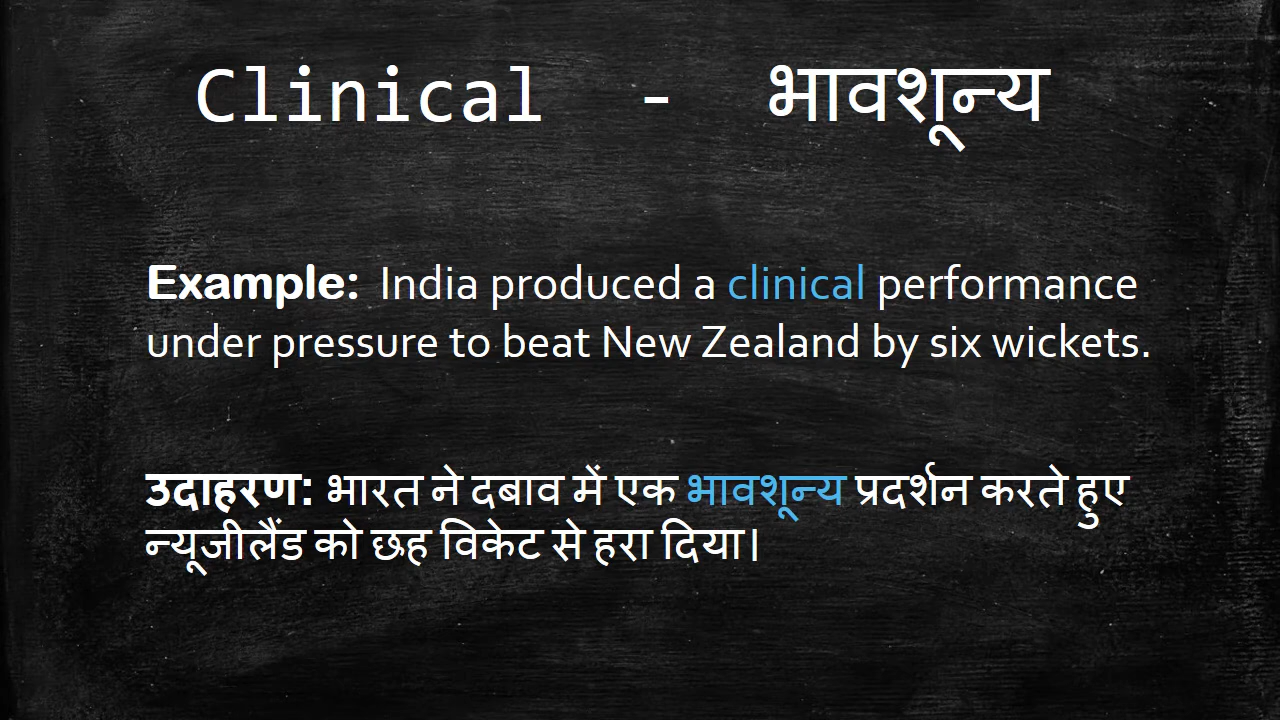 Clinical - भावशून्य
Example: India produced a clinical performance
under pressure to beat New Zealand by six wickets.
उदाहरण: भारत ने दबाव में एक भावशून्य प्रदर्शन करते हुए
न्यूजीलैंड को छह विकेट से हरा दिया।